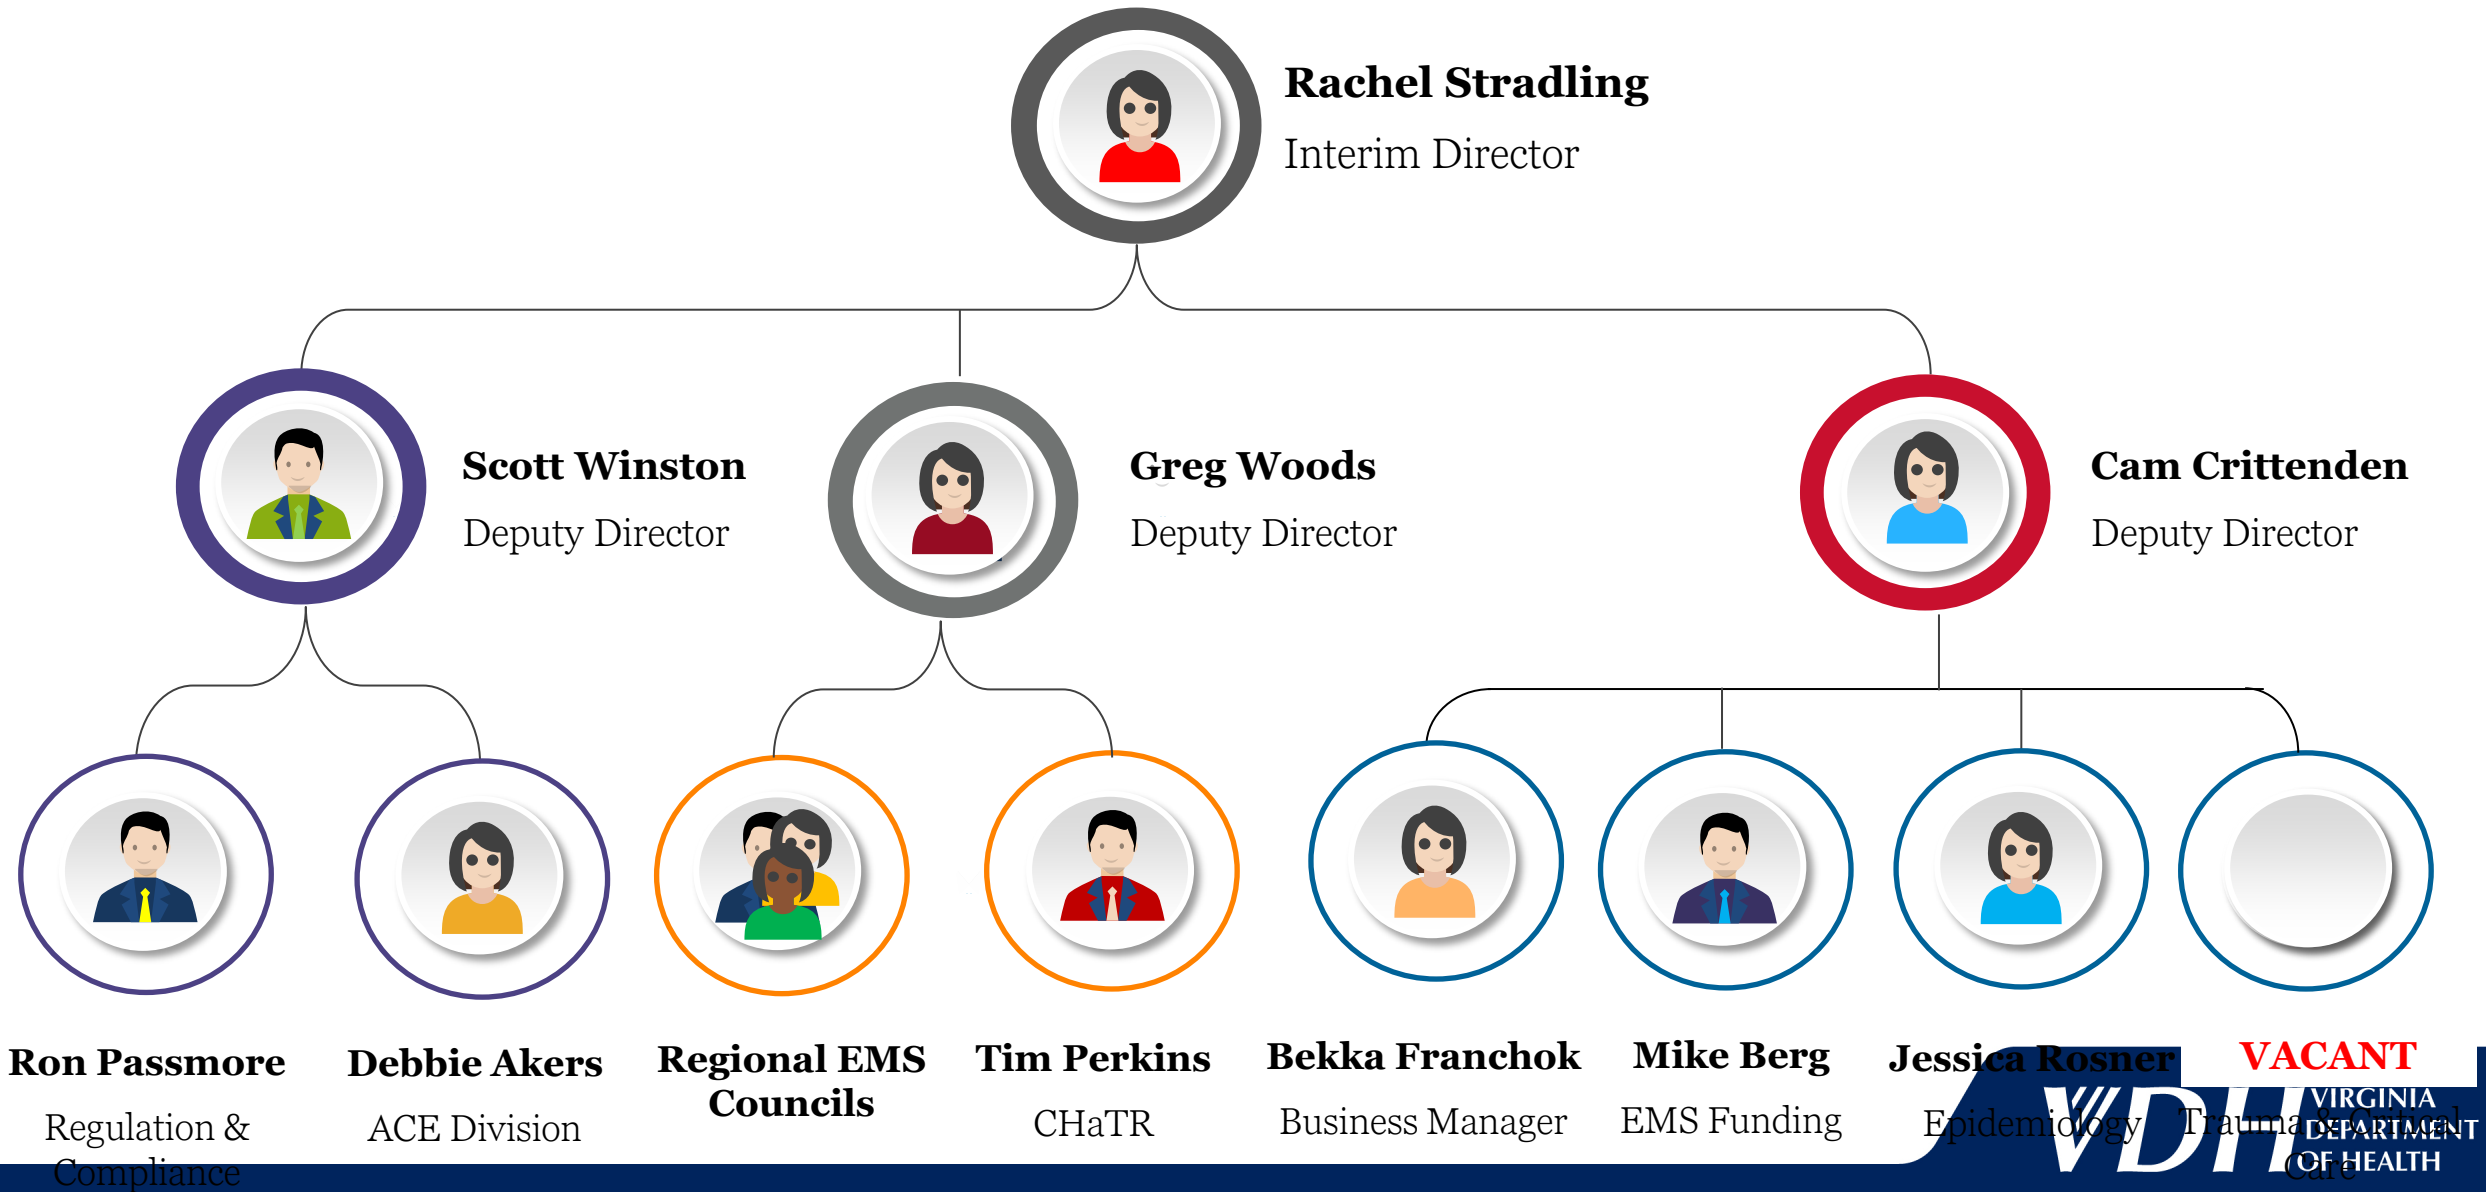 Rachel Stradling
Interim Director
Scott Winston
Deputy Director
Greg Woods
Deputy Director
Cam Crittenden
Deputy Director
Ron Passmore
Regulation &
Compliance
Debbie Akers
ACE Division
Regional EMS
Councils
Tim Perkins
CHaTR
Bekka Franchok
Business Manager
Mike Berg
EMS Funding
Jessica Rosner
Epidemiology
VACANT
Trauma & Critical
Care
VDH
VIRGINIA
DEPARTMENT
OF HEALTH